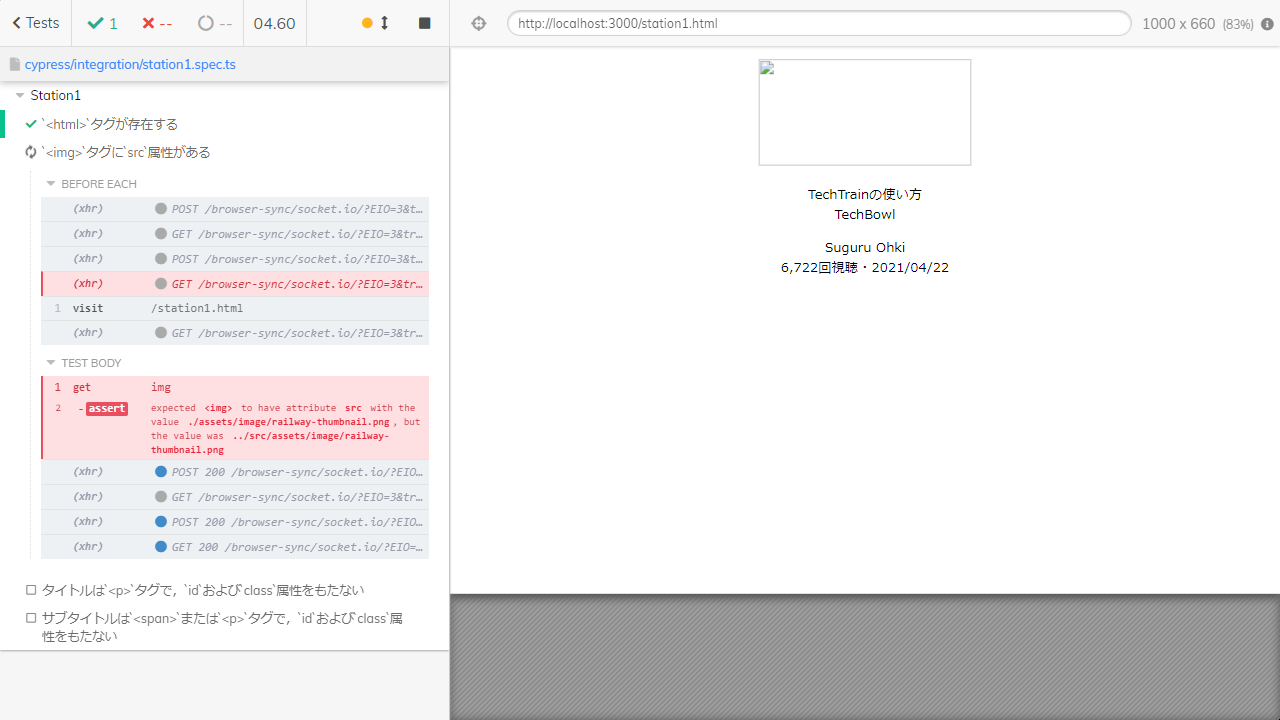 Tests
1
--
--
04.60
http://localhost:3000/station1.html
1000 x 660 (83%)
cypress/integration/station1.spec.ts
Station1
`<html>`タグが存在する
`<img>`タグに`src`属性がある
BEFORE EACH
(xhr) POST /browser-sync/socket.io/?EIO=3&t…
(xhr) GET /browser-sync/socket.io/?EIO=3&tr…
(xhr) POST /browser-sync/socket.io/?EIO=3&t…
(xhr) GET /browser-sync/socket.io/?EIO=3&tr…
1 visit /station1.html
(xhr) GET /browser-sync/socket.io/?EIO=3&tr…
TEST BODY
1 get img
2 -assert expected <img> to have attribute src with the
value ./assets/image/railway-thumbnail.png, but
the value was ../src/assets/image/railway-
thumbnail.png
(xhr) POST 200 /browser-sync/socket.io/?EIO…
(xhr) GET /browser-sync/socket.io/?EIO=3&tr…
(xhr) POST 200 /browser-sync/socket.io/?EIO…
(xhr) GET 200 /browser-sync/socket.io/?EIO=…
タイトルは`<p>`タグで，`id`および`class`属性をもたない
サブタイトルは`<span>`または`<p>`タグで，`id`および`class`属
性をもたない
TechTrainの使い方
TechBowl
Suguru Ohki
6,722回視聴・2021/04/22